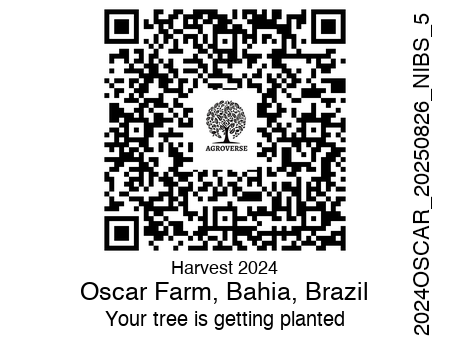 AGROVERSE
Harvest 2024
Oscar Farm, Bahia, Brazil
Your tree is getting planted
2024OSCAR_20250826_NIBS_5